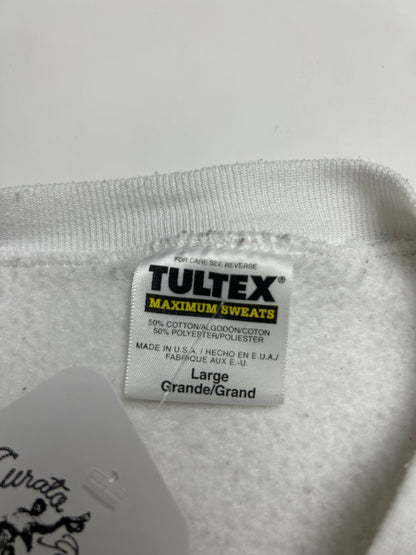 FOR CARE SEE REVERSE
TULTEX
MAXIMUM SWEATS
50% COTTON/ALGODON/COTON
50% POLYESTER/POLIESTER
MADE IN U.S.A. / HECHO EN E.U.A./
FABRIQUE AUX E.-U.
Large
Grande/Grand